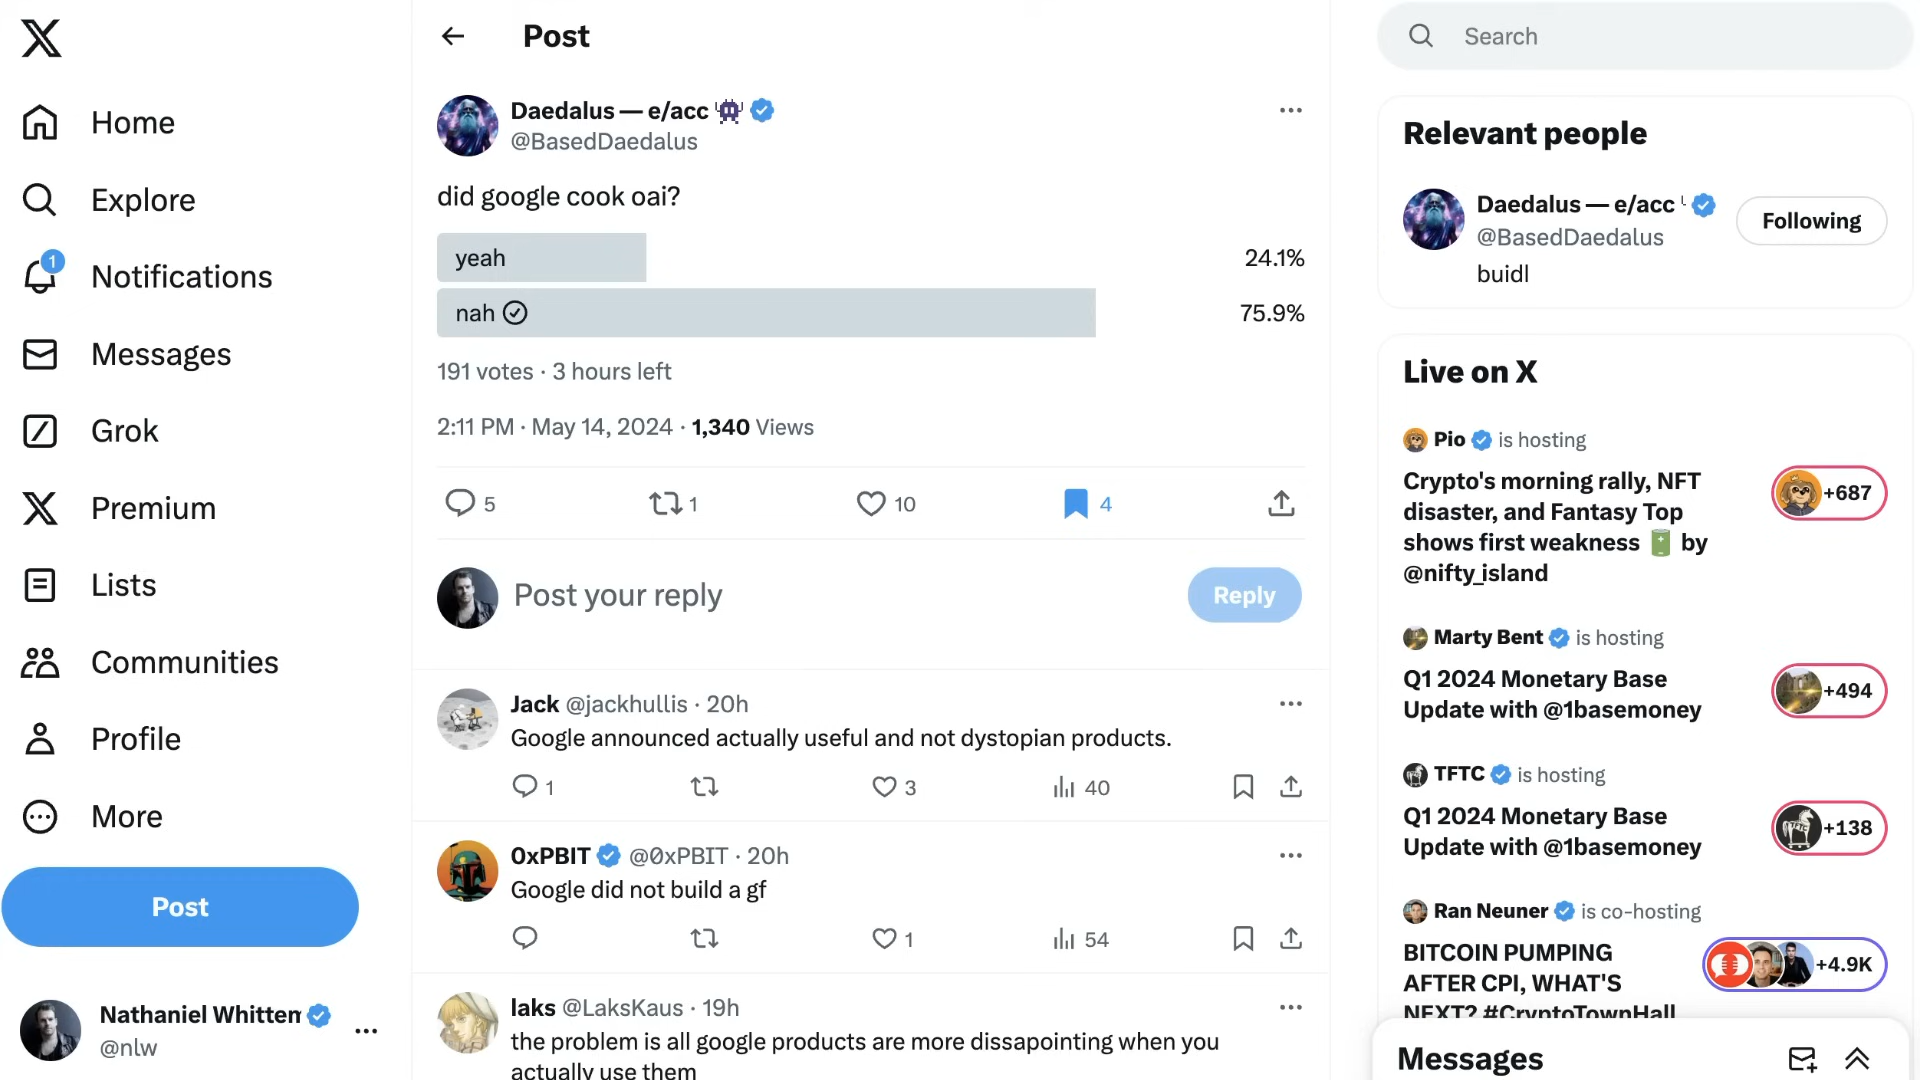 Home
Explore
1
Notifications
Messages
Grok
Premium
Lists
Communities
Profile
More
Post
Nathaniel Whitten
@nlw
Post
Daedalus — e/acc
@BasedDaedalus
did google cook oai?
yeah 24.1%
nah 75.9%
191 votes · 3 hours left
2:11 PM · May 14, 2024 · 1,340 Views
5 1 10 4
Post your reply
Reply
Jack @jackhullis · 20h
Google announced actually useful and not dystopian products.
1 3 40
0xPBIT @0xPBIT · 20h
Google did not build a gf
1 54
laks @LaksKaus · 19h
the problem is all google products are more dissapointing when you
actually use them
Search
Relevant people
Daedalus — e/acc
@BasedDaedalus
Following
buidl
Live on X
Pio is hosting
Crypto's morning rally, NFT
disaster, and Fantasy Top
shows first weakness by
@nifty_island
+687
Marty Bent is hosting
Q1 2024 Monetary Base
Update with @1basemoney
+494
TFTC is hosting
Q1 2024 Monetary Base
Update with @1basemoney
+138
Ran Neuner is co-hosting
BITCOIN PUMPING
AFTER CPI, WHAT'S
NEXT? #CryptoTownHall
+4.9K
Messages